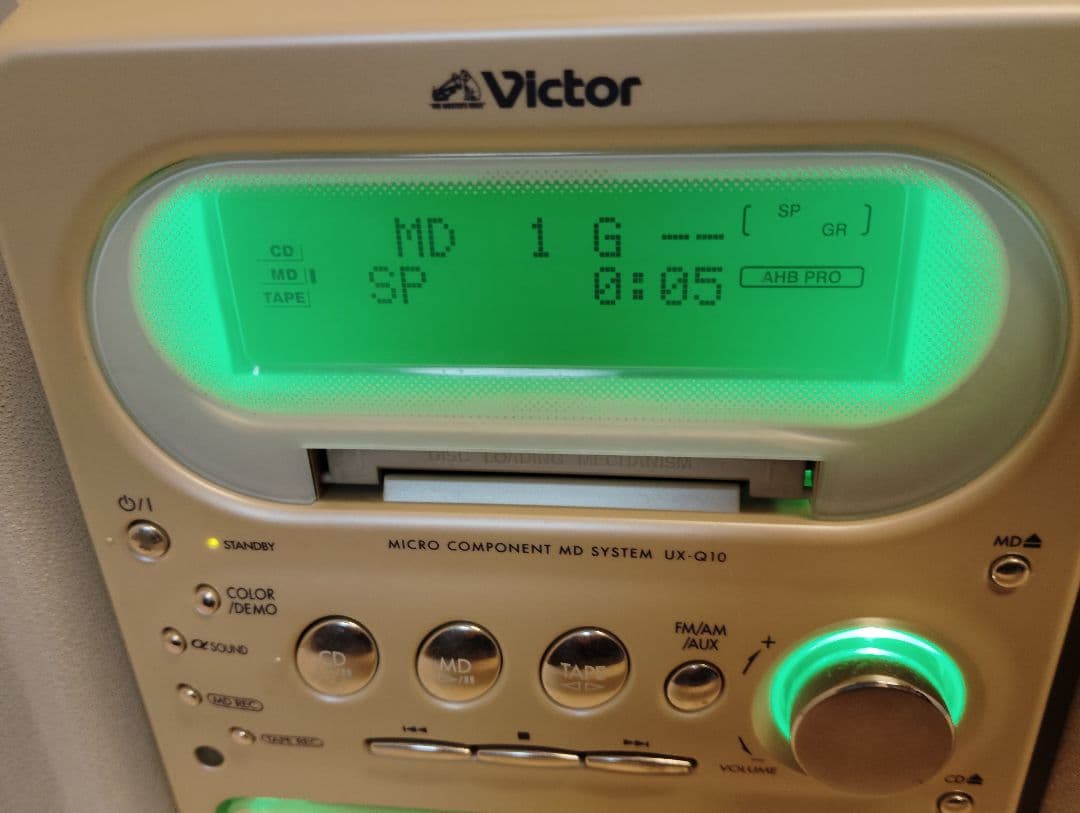 Victor
MD 1 G -- [ SP GR ]
CD
MD
TAPE
SP 0:05 AHB PRO
DISC LOADING MECHANISM
⏻/I
STANDBY
MICRO COMPONENT MD SYSTEM UX-Q10
MD⏏
COLOR
/DEMO
α SOUND
CD
MD
TAPE
FM/AM
/AUX
+
MD REC
TAPE REC
VOLUME
−
CD⏏